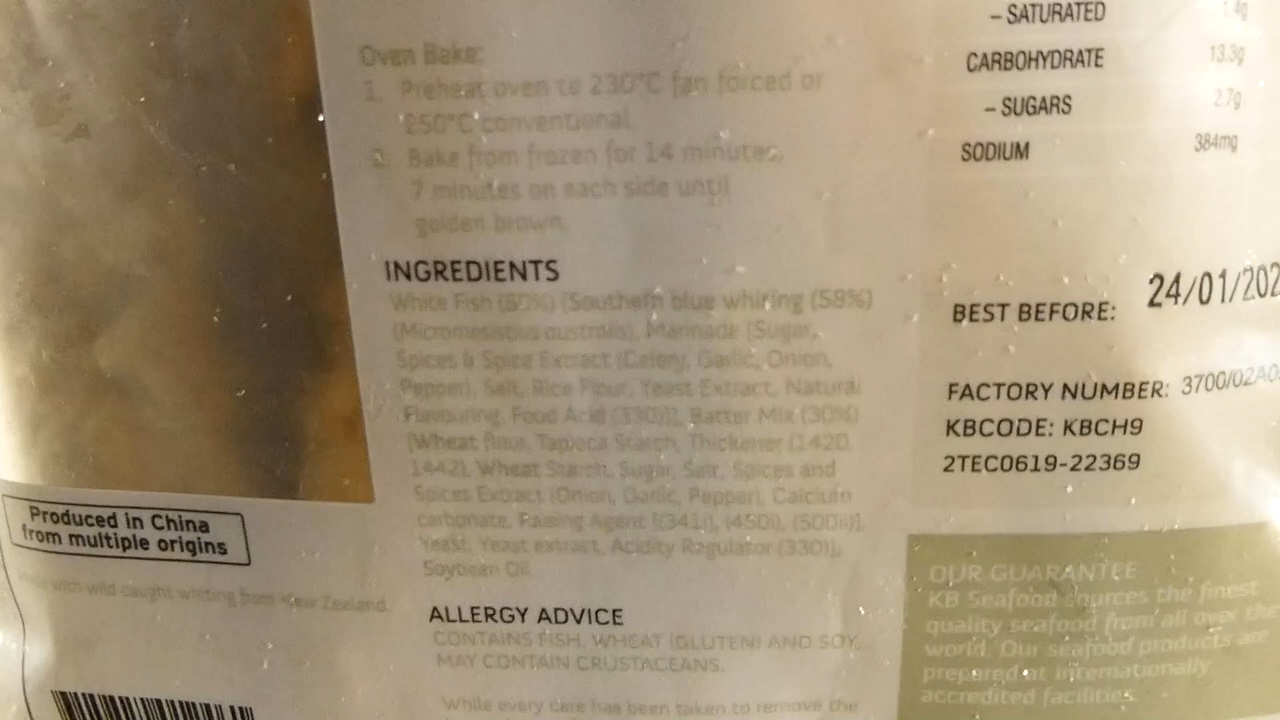 Oven Bake:
1. Preheat oven to 230°C fan forced or
250°C conventional.
2. Bake from frozen for 14 minutes,
7 minutes on each side until
golden brown.
INGREDIENTS
White Fish (60%) (Southern blue whiting (58%)
(Micromesistius australis), Marinade [Sugar,
Spices & Spice Extract (Celery, Garlic, Onion,
Pepper), Salt, Rice Flour, Yeast Extract, Natural
Flavouring, Food Acid (330)]), Batter Mix (30%)
[Wheat flour, Tapioca Starch, Thickener (1420,
1442), Wheat Starch, Sugar, Salt, Spices and
Spices Extract (Onion, Garlic, Pepper), Calcium
carbonate, Raising Agent [(341i), (450i), (500ii)],
Yeast, Yeast extract, Acidity Regulator (330)],
Soybean Oil
ALLERGY ADVICE
CONTAINS FISH, WHEAT (GLUTEN) AND SOY.
MAY CONTAIN CRUSTACEANS.
While every care has been taken to remove the
Produced in China
from multiple origins
with wild caught whiting from New Zealand.
– SATURATED 1.4g
CARBOHYDRATE 13.3g
– SUGARS 2.7g
SODIUM 384mg
BEST BEFORE: 24/01/202
FACTORY NUMBER: 3700/02A0
KBCODE: KBCH9
2TEC0619-22369
OUR GUARANTEE
KB Seafood sources the finest
quality seafood from all over the
world. Our seafood products are
prepared at internationally
accredited facilities.